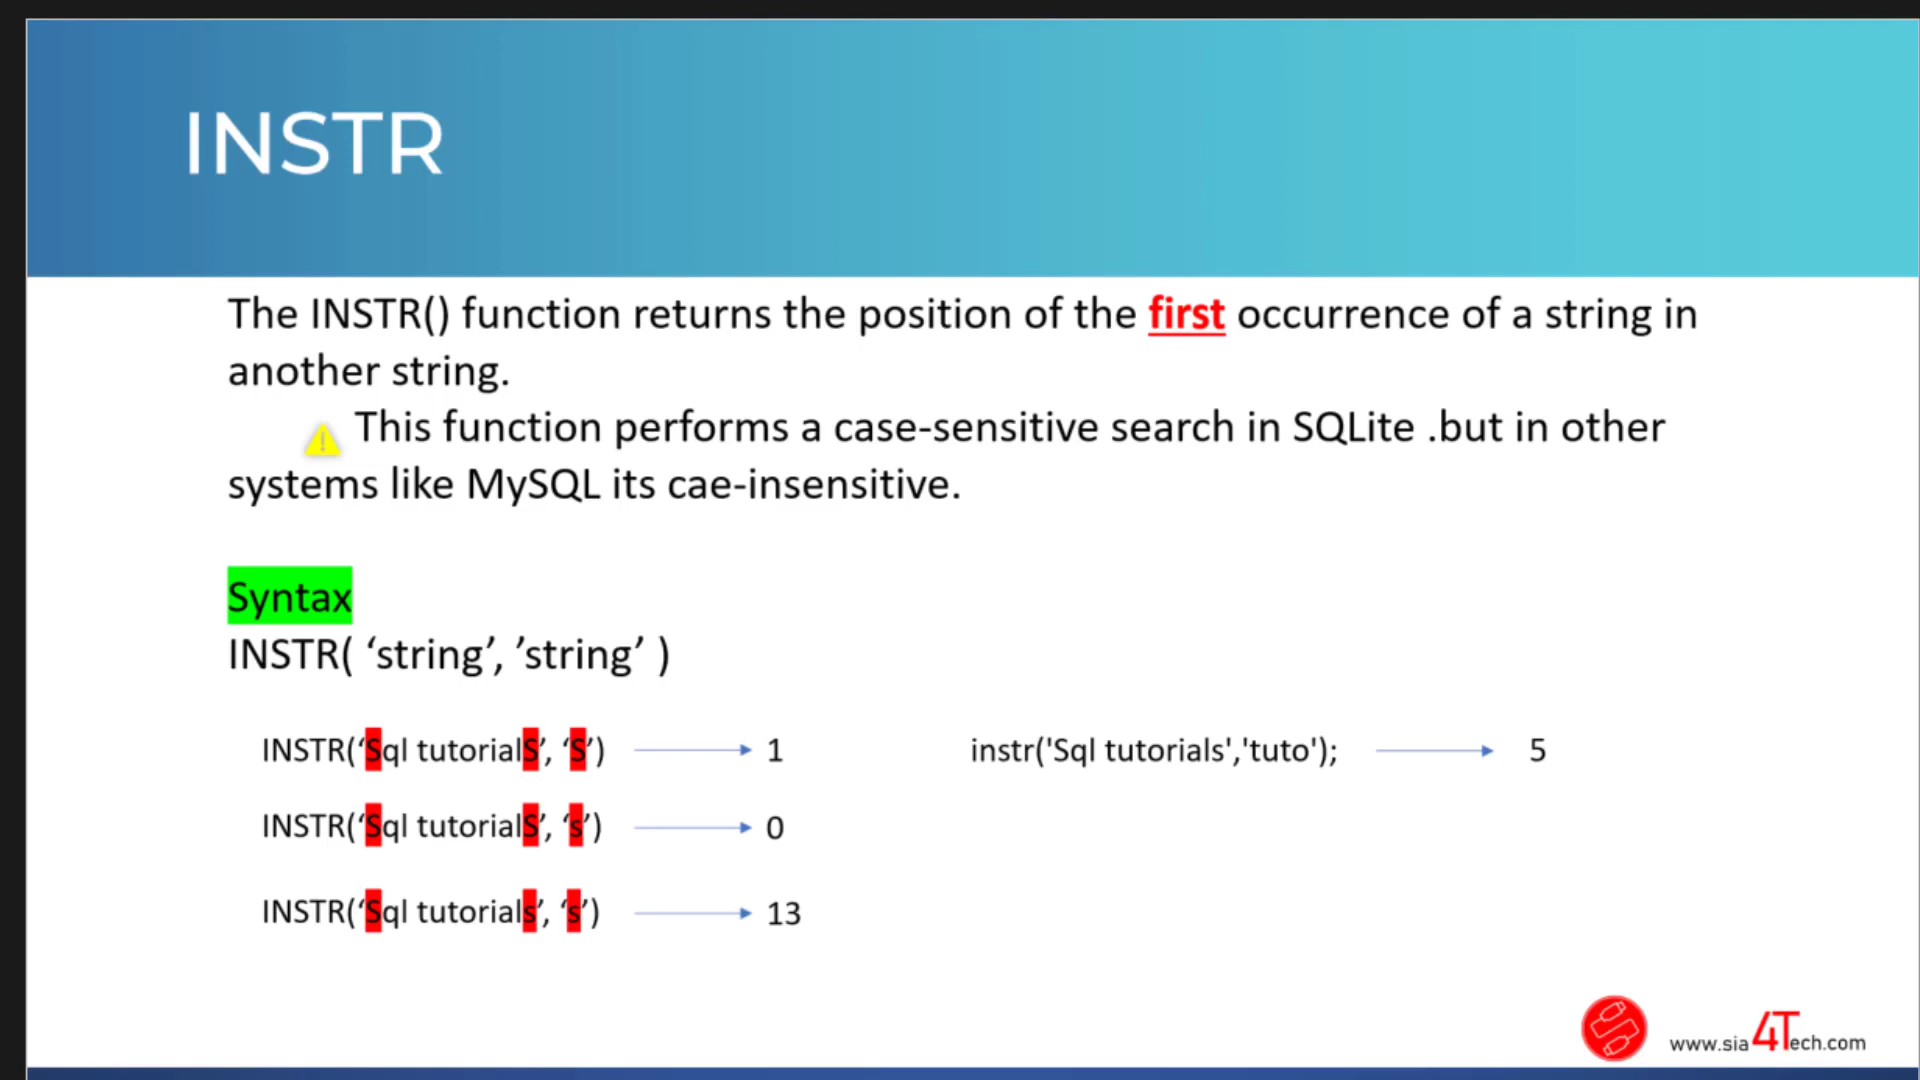 INSTR
The INSTR() function returns the position of the first occurrence of a string in
another string.
This function performs a case-sensitive search in SQLite .but in other
systems like MySQL its cae-insensitive.
Syntax
INSTR( ‘string’, ’string’ )
INSTR(‘Sql tutorialS’, ‘S’) 1
instr('Sql tutorials','tuto'); 5
INSTR(‘Sql tutorialS’, ‘s’) 0
INSTR(‘Sql tutorials’, ‘s’) 13
www.sia4Tech.com